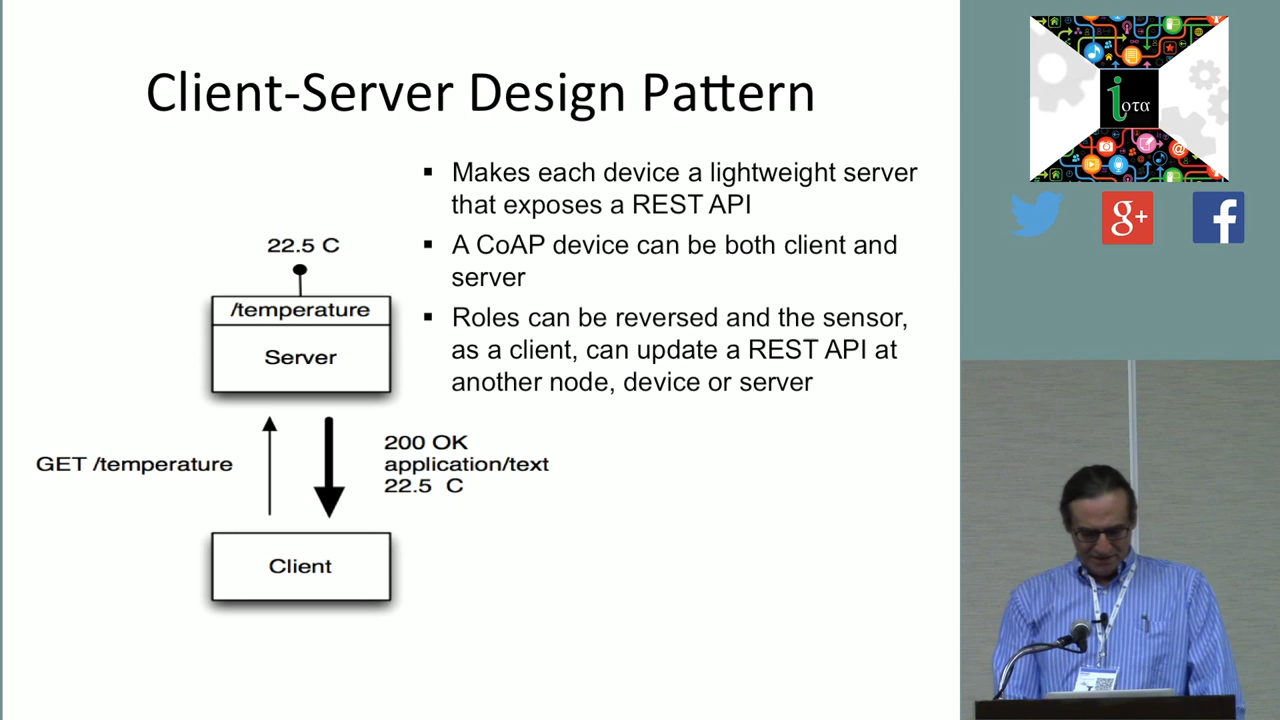 Client-Server Design Pattern
▪ Makes each device a lightweight server
that exposes a REST API
▪ A CoAP device can be both client and
server
▪ Roles can be reversed and the sensor,
as a client, can update a REST API at
another node, device or server
22.5 C
/temperature
Server
GET /temperature
200 OK
application/text
22.5 C
Client
iοτα
g+
f
@